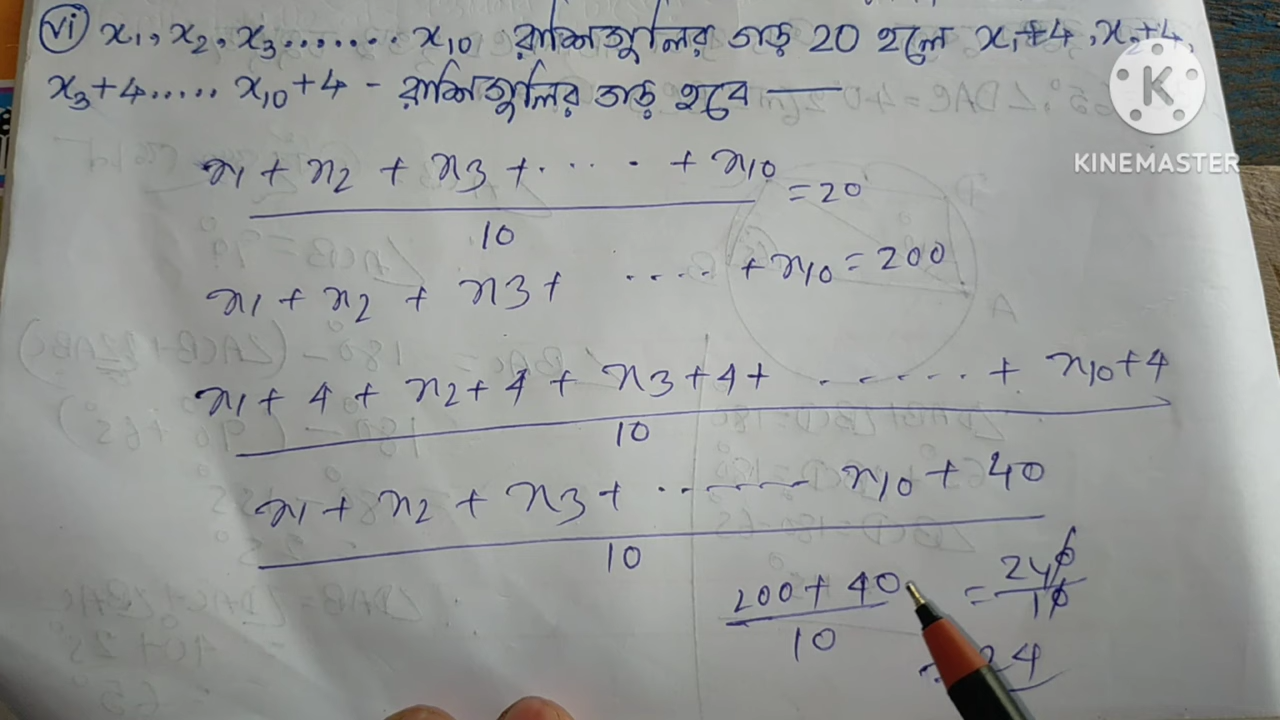 (vi) x₁, x₂, x₃....... x₁₀ রাশিগুলির গড় 20 হলে x₁+4, x₂+4,
x₃+4..... x₁₀+4 - রাশিগুলির গড় হবে —
K
KINEMASTER
x₁ + x₂ + x₃ + .... + x₁₀
= 20
10
x₁ + x₂ + x₃ + .... + x₁₀ = 200
x₁ + 4 + x₂ + 4 + x₃ + 4 + ...... + x₁₀ + 4
10
x₁ + x₂ + x₃ + ....... x₁₀ + 40
10
200 + 40 = 240
10 10
= 24